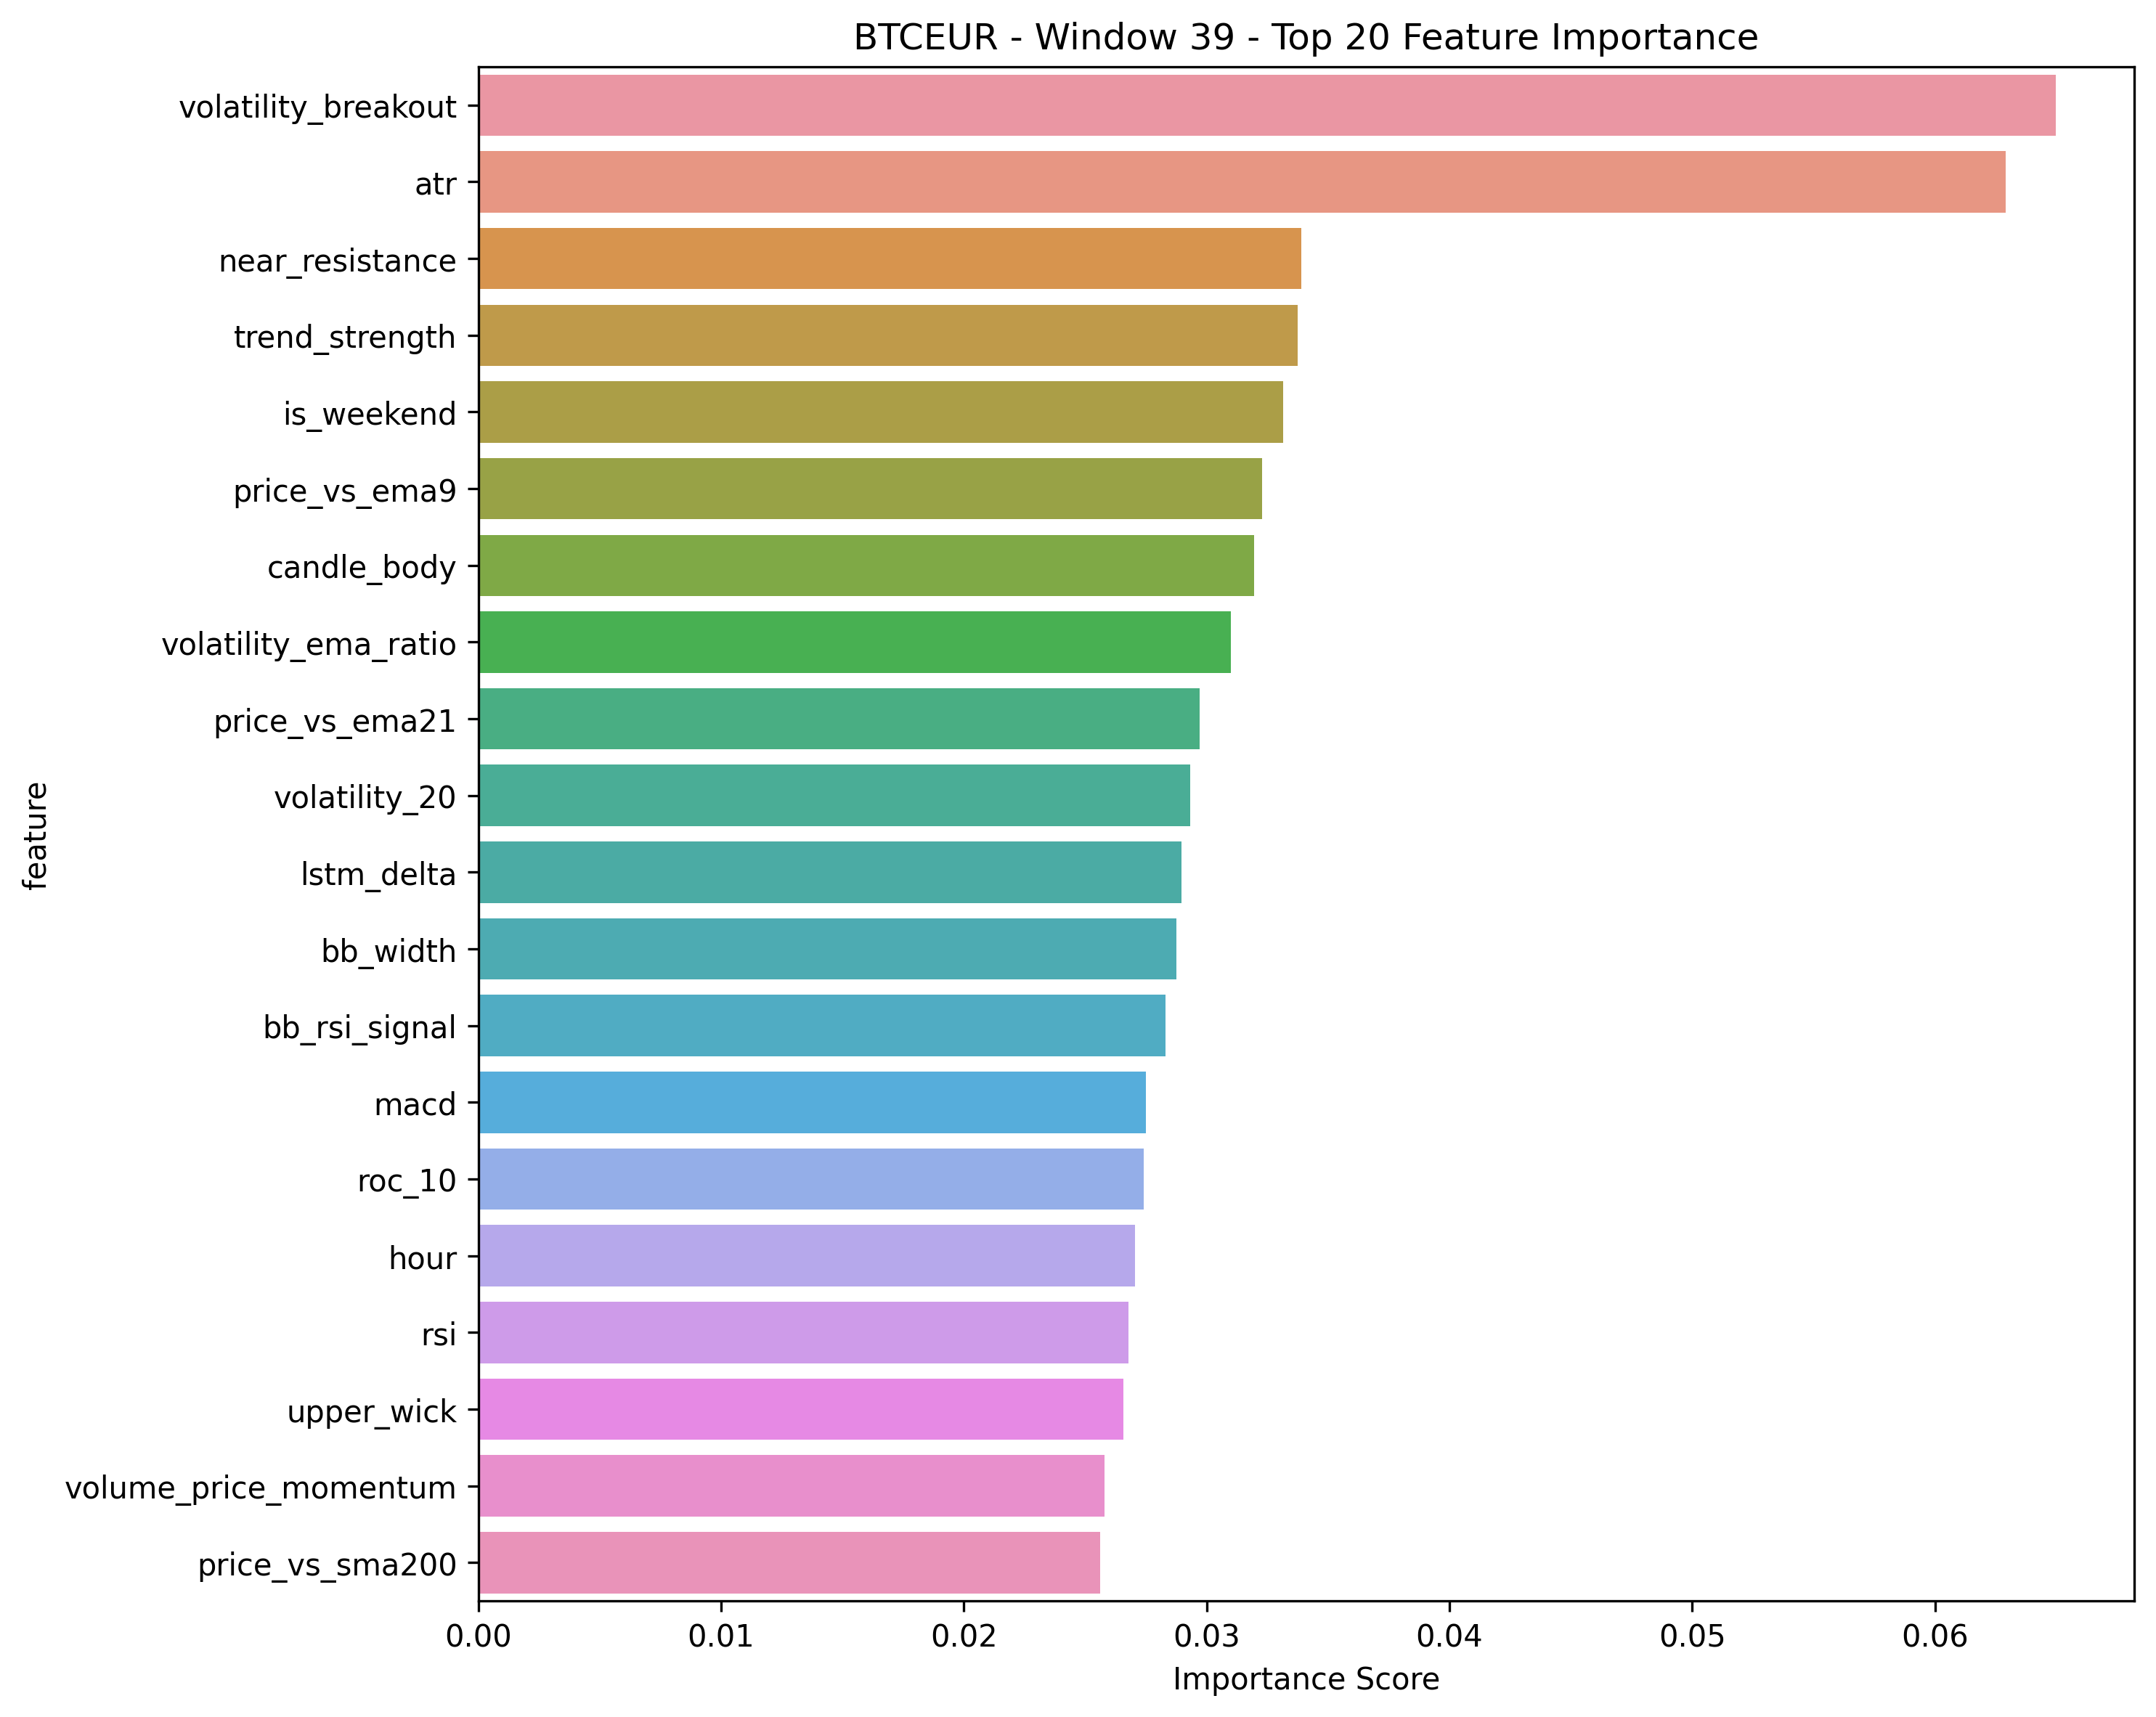 BTCEUR - Window 39 - Top 20 Feature Importance
volatility_breakout
atr
near_resistance
trend_strength
is_weekend
price_vs_ema9
candle_body
volatility_ema_ratio
price_vs_ema21
volatility_20
lstm_delta
bb_width
bb_rsi_signal
macd
roc_10
hour
rsi
upper_wick
volume_price_momentum
price_vs_sma200
feature
0.00 0.01 0.02 0.03 0.04 0.05 0.06
Importance Score